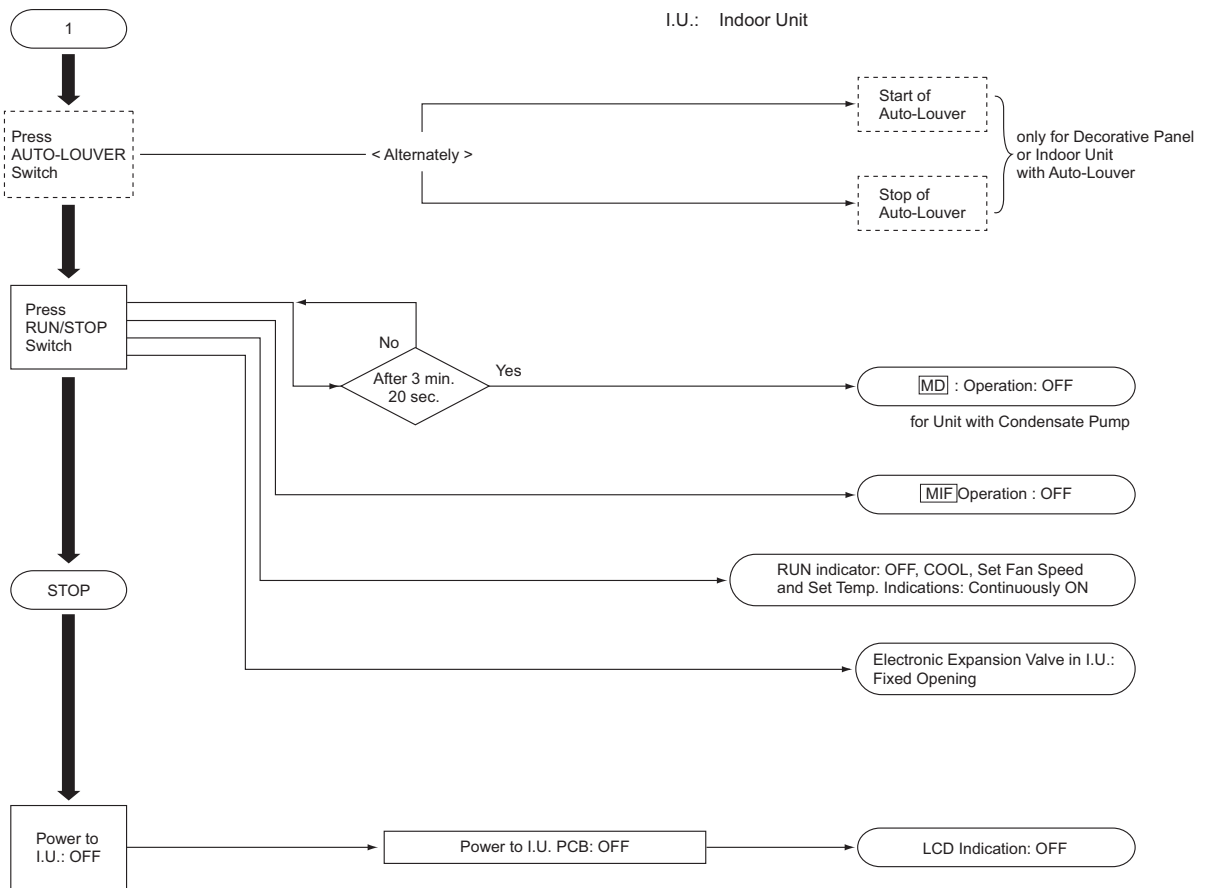 1
I.U.: Indoor Unit
Press
AUTO-LOUVER
Switch
< Alternately >
Start of
Auto-Louver
Stop of
Auto-Louver
only for Decorative Panel
or Indoor Unit
with Auto-Louver
Press
RUN/STOP
Switch
No
After 3 min.
20 sec.
Yes
MD : Operation: OFF
for Unit with Condensate Pump
MIF Operation : OFF
STOP
RUN indicator: OFF, COOL, Set Fan Speed
and Set Temp. Indications: Continuously ON
Electronic Expansion Valve in I.U.:
Fixed Opening
Power to
I.U.: OFF
Power to I.U. PCB: OFF
LCD Indication: OFF